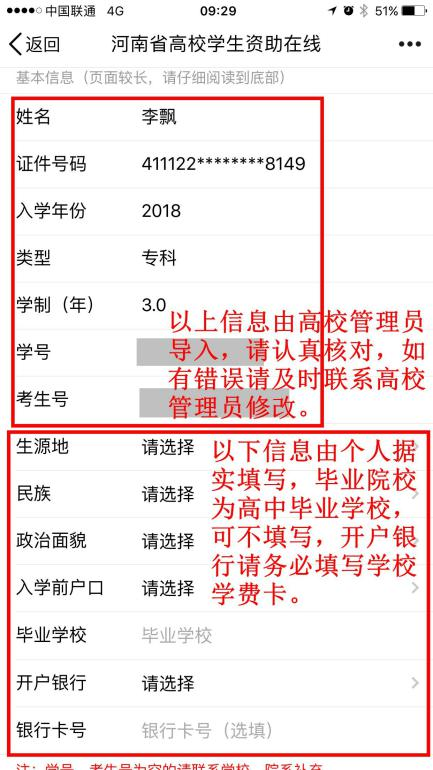 中国联通 4G 09:29 51%
返回 河南省高校学生资助在线
基本信息（页面较长，请仔细阅读到底部）
姓名 李飘
证件号码 411122********8149
入学年份 2018
类型 专科
学制（年） 3.0
学号
考生号
以上信息由高校管理员
导入，请认真核对，如
有错误请及时联系高校
管理员修改。
生源地 请选择
民族 请选择
政治面貌 请选择
入学前户口 请选择
以下信息由个人据
实填写，毕业院校
为高中毕业学校，
可不填写，开户银
行请务必填写学校
学费卡。
毕业学校 毕业学校
开户银行 请选择
银行卡号 银行卡号（选填）
注：学号、考生号为空的请联系学校、院系补充